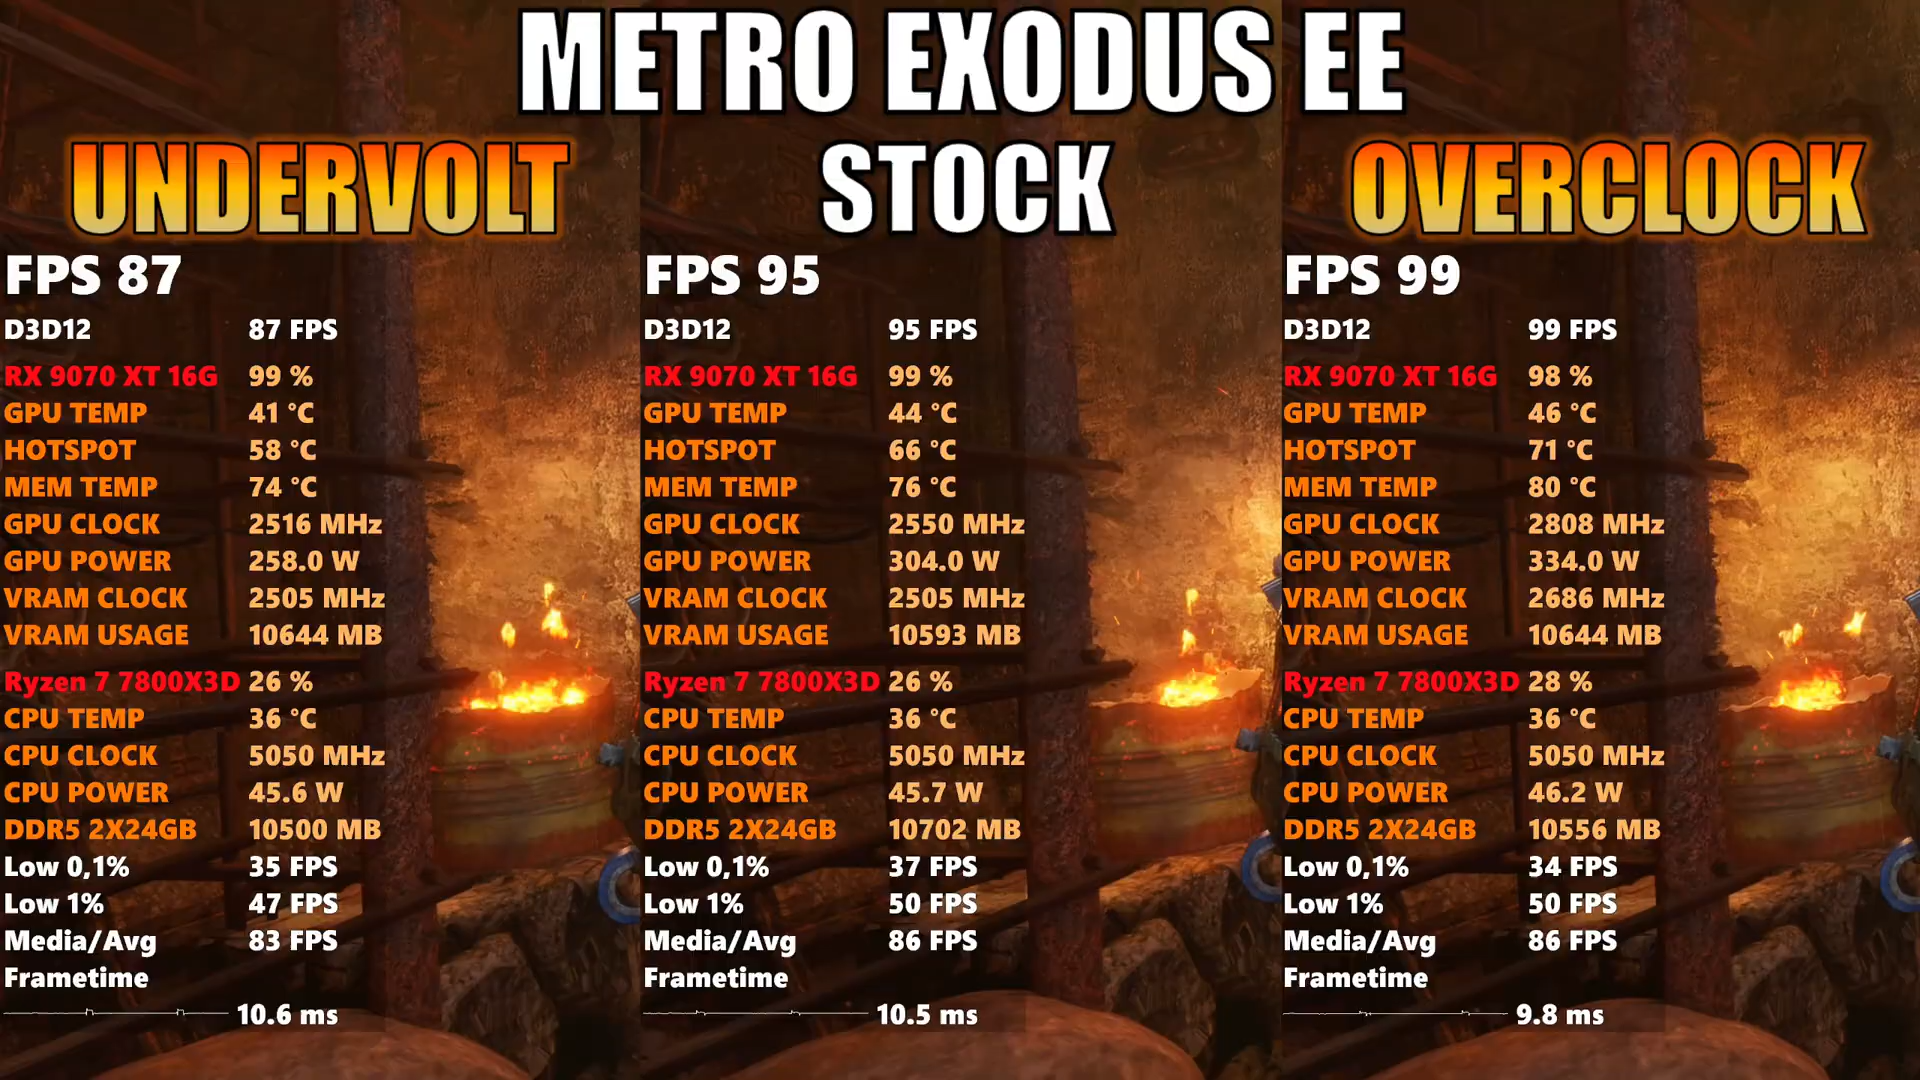 METRO EXODUS EE
UNDERVOLT
FPS 87
D3D12 87 FPS
RX 9070 XT 16G 99 %
GPU TEMP 41 °C
HOTSPOT 58 °C
MEM TEMP 74 °C
GPU CLOCK 2516 MHz
GPU POWER 258.0 W
VRAM CLOCK 2505 MHz
VRAM USAGE 10644 MB
Ryzen 7 7800X3D 26 %
CPU TEMP 36 °C
CPU CLOCK 5050 MHz
CPU POWER 45.6 W
DDR5 2X24GB 10500 MB
Low 0,1% 35 FPS
Low 1% 47 FPS
Media/Avg 83 FPS
Frametime
10.6 ms
STOCK
FPS 95
D3D12 95 FPS
RX 9070 XT 16G 99 %
GPU TEMP 44 °C
HOTSPOT 66 °C
MEM TEMP 76 °C
GPU CLOCK 2550 MHz
GPU POWER 304.0 W
VRAM CLOCK 2505 MHz
VRAM USAGE 10593 MB
Ryzen 7 7800X3D 26 %
CPU TEMP 36 °C
CPU CLOCK 5050 MHz
CPU POWER 45.7 W
DDR5 2X24GB 10702 MB
Low 0,1% 37 FPS
Low 1% 50 FPS
Media/Avg 86 FPS
Frametime
10.5 ms
OVERCLOCK
FPS 99
D3D12 99 FPS
RX 9070 XT 16G 98 %
GPU TEMP 46 °C
HOTSPOT 71 °C
MEM TEMP 80 °C
GPU CLOCK 2808 MHz
GPU POWER 334.0 W
VRAM CLOCK 2686 MHz
VRAM USAGE 10644 MB
Ryzen 7 7800X3D 28 %
CPU TEMP 36 °C
CPU CLOCK 5050 MHz
CPU POWER 46.2 W
DDR5 2X24GB 10556 MB
Low 0,1% 34 FPS
Low 1% 50 FPS
Media/Avg 86 FPS
Frametime
9.8 ms